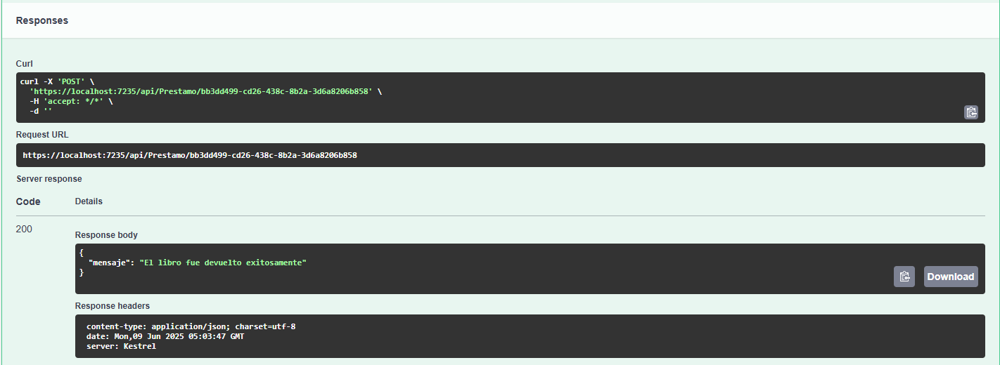 Responses
Curl
curl -X 'POST' \
  'https://localhost:7235/api/Prestamo/bb3dd499-cd26-438c-8b2a-3d6a8206b858' \
  -H 'accept: */*' \
  -d ''
Request URL
https://localhost:7235/api/Prestamo/bb3dd499-cd26-438c-8b2a-3d6a8206b858
Server response
Code Details
200
Response body
{
  "mensaje": "El libro fue devuelto exitosamente"
}
Download
Response headers
content-type: application/json; charset=utf-8
date: Mon,09 Jun 2025 05:03:47 GMT
server: Kestrel